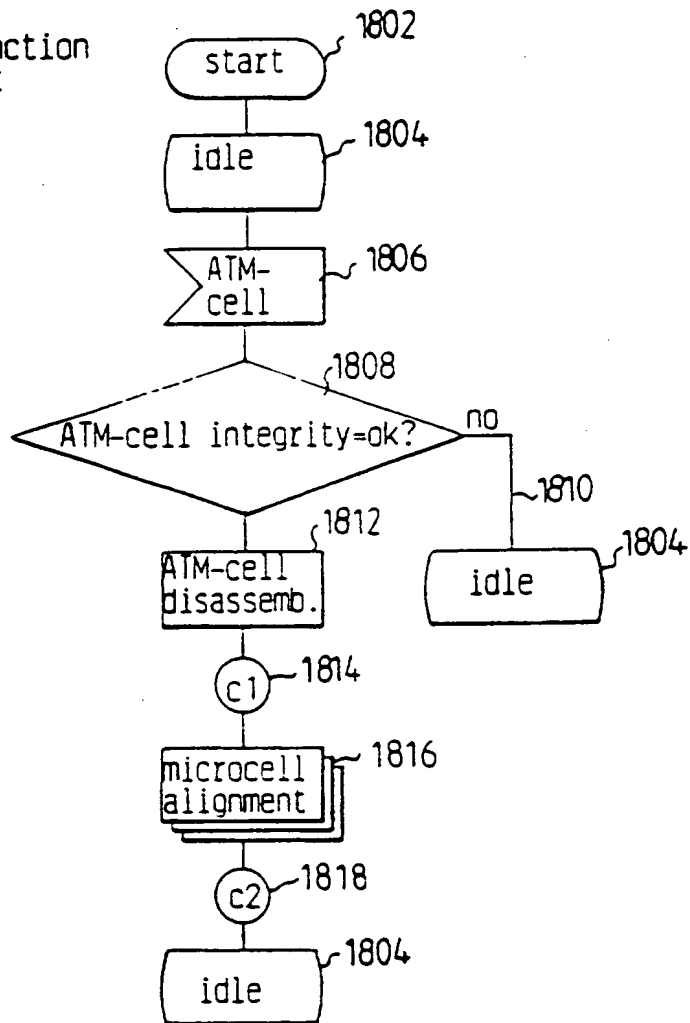 start
1802
idle
1804
ATM-
cell
1806
1808
ATM-cell integrity=ok?
no
1810
1812
ATM-cell
disassemb.
1804
idle
c1
1814
microcell
alignment
1816
c2
1818
idle
1804